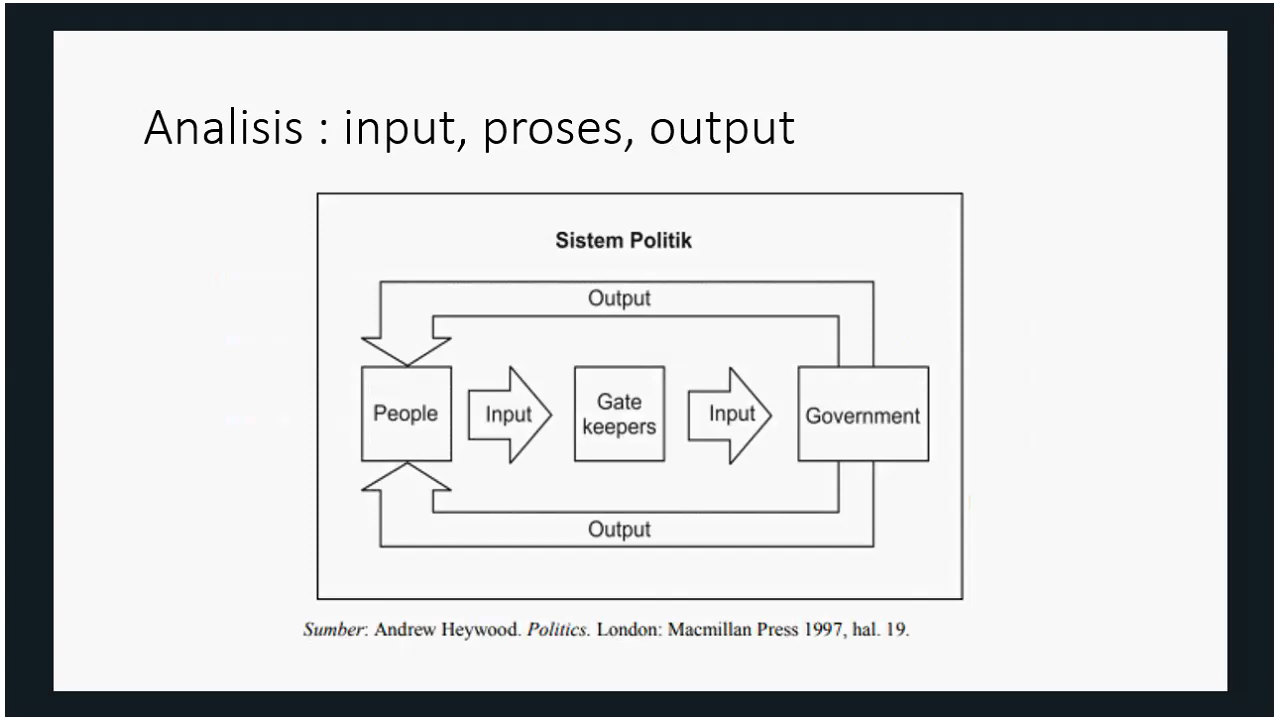 Analisis : input, proses, output
Sistem Politik
Output
People
Input
Gate
keepers
Input
Government
Output
Sumber: Andrew Heywood. Politics. London: Macmillan Press 1997, hal. 19.